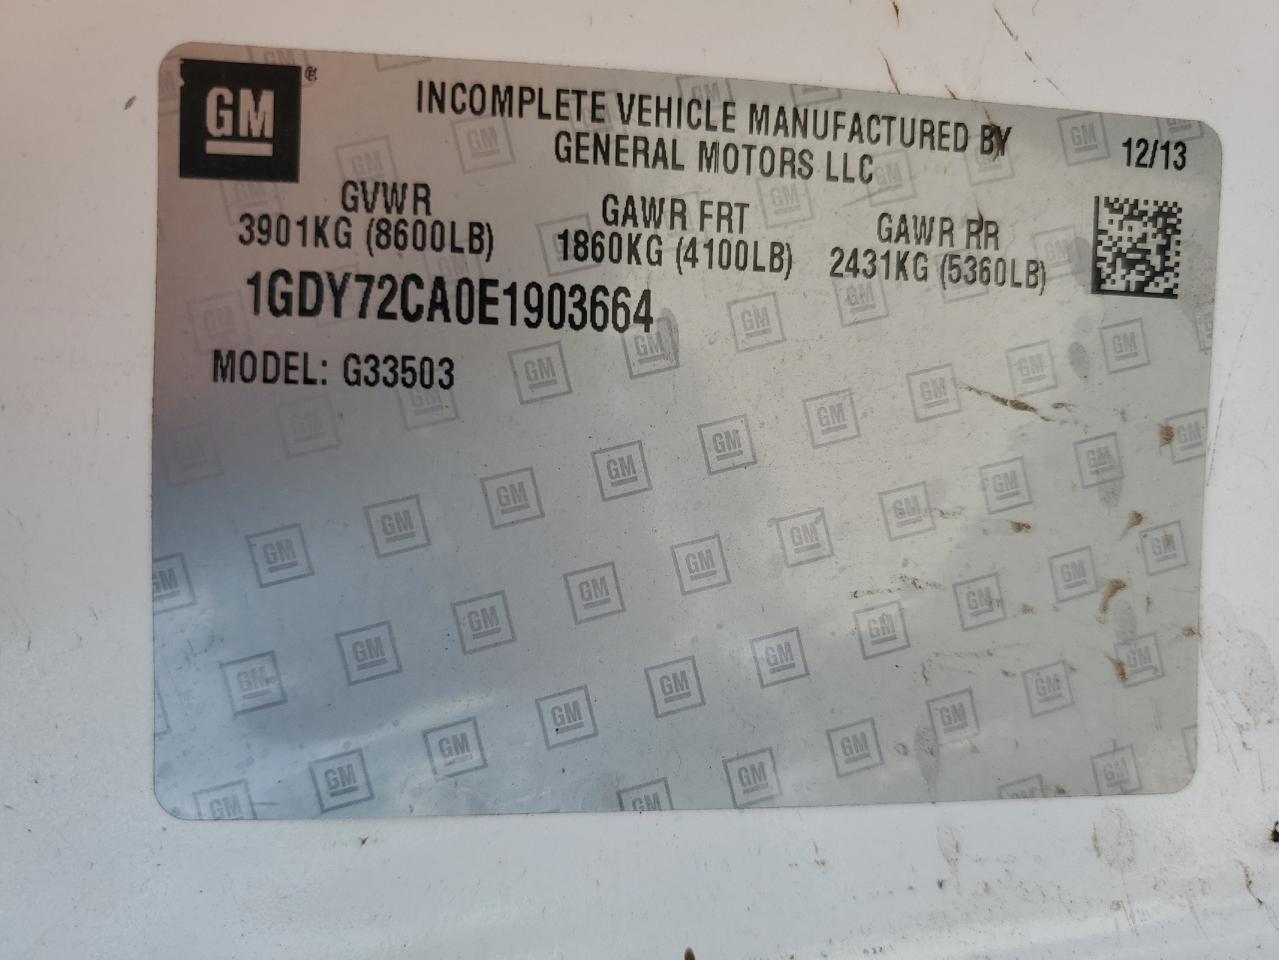 GM ®
INCOMPLETE VEHICLE MANUFACTURED BY
GENERAL MOTORS LLC
12/13
GVWR
3901KG (8600LB)
GAWR FRT
1860KG (4100LB)
GAWR RR
2431KG (5360LB)
1GDY72CA0E1903664
MODEL: G33503